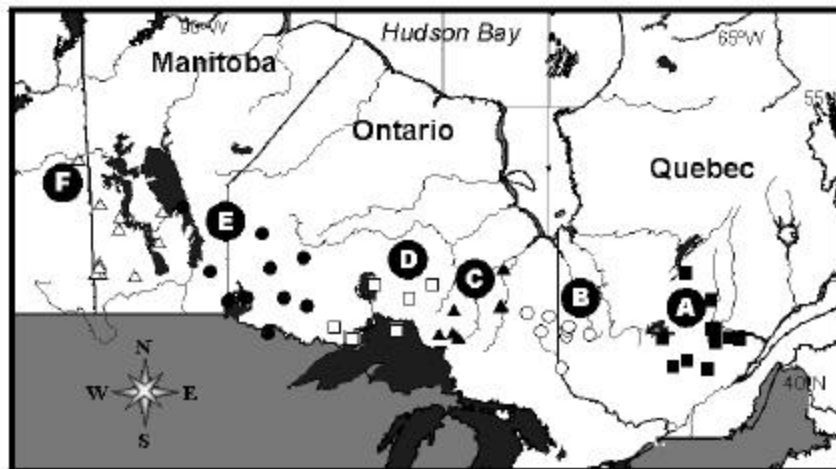 90°W
Hudson Bay
65°W
Manitoba
55°
Ontario
Quebec
F
E
D
C
B
A
N
W E
S
40°N